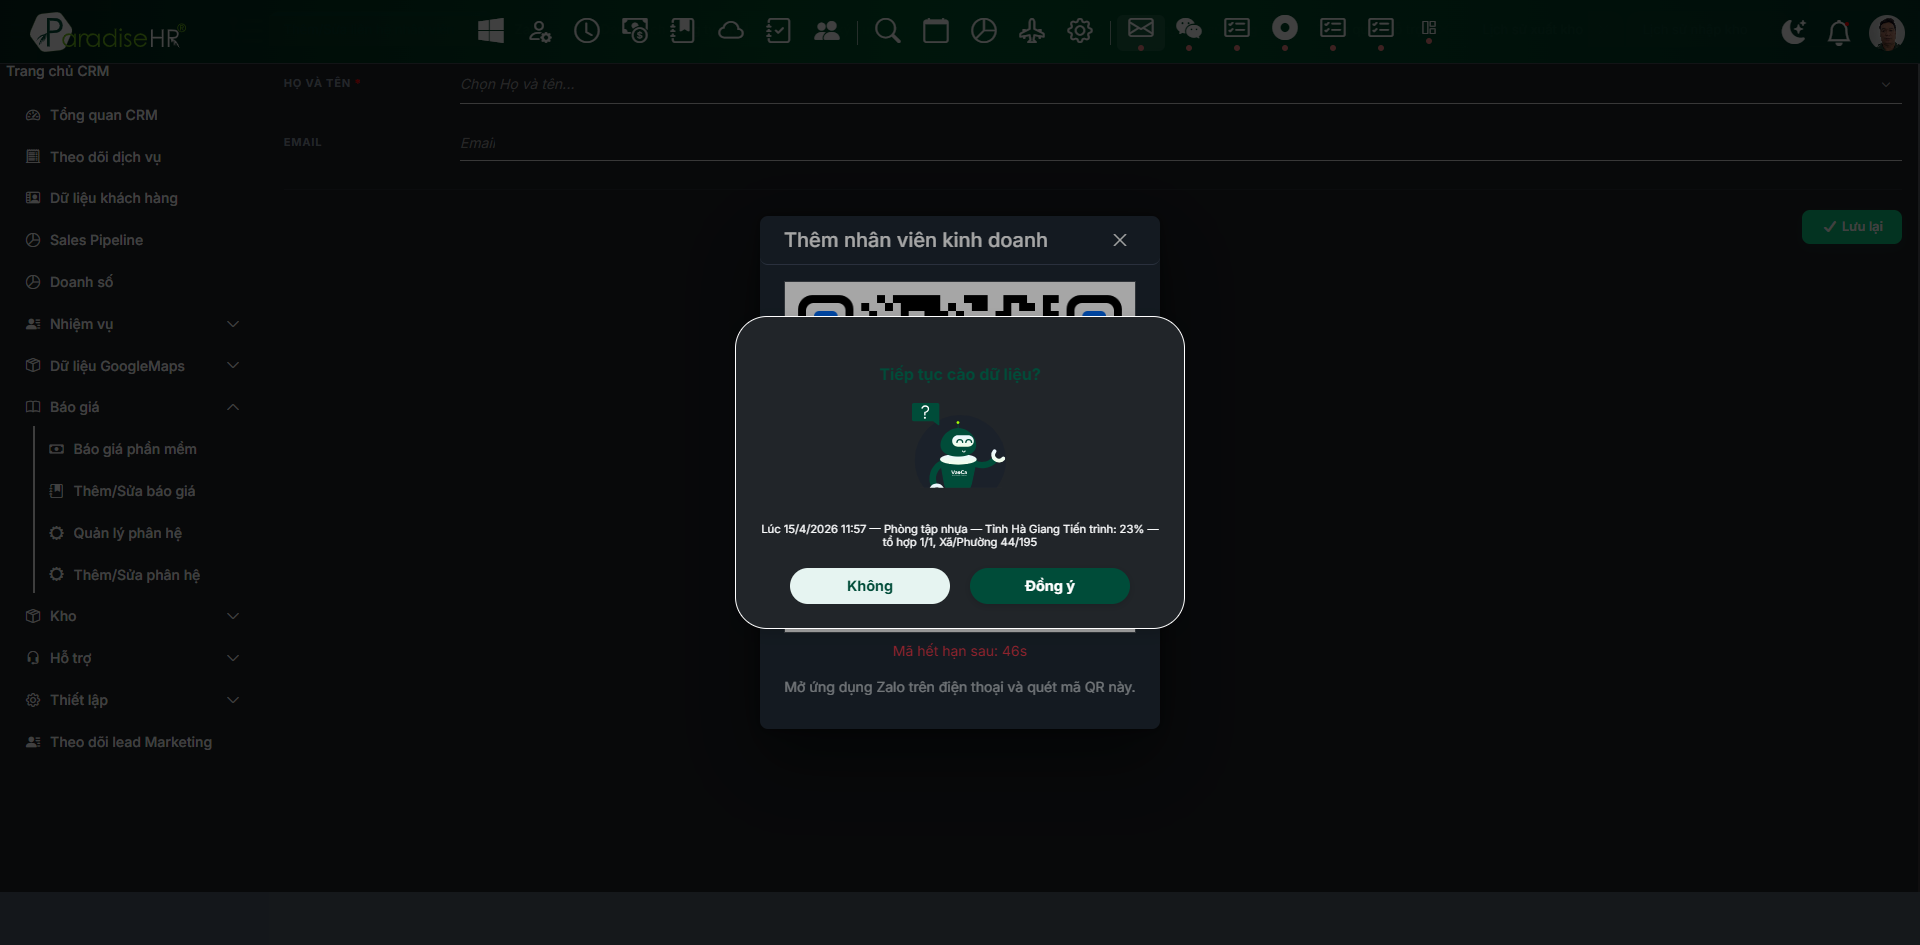 ParadiseHR®
Trang chủ CRM
Tổng quan CRM
Theo dõi dịch vụ
Dữ liệu khách hàng
Sales Pipeline
Doanh số
Nhiệm vụ
Dữ liệu GoogleMaps
Báo giá
Báo giá phần mềm
Thêm/Sửa báo giá
Quản lý phân hệ
Thêm/Sửa phân hệ
Kho
Hỗ trợ
Thiết lập
Theo dõi lead Marketing
HỌ VÀ TÊN *
Chọn Họ và tên...
EMAIL
Email
Lưu lại
Thêm nhân viên kinh doanh
Tiếp tục cào dữ liệu?
?
VaoCa
Lúc 15/4/2026 11:57 — Phòng tập nhựa — Tỉnh Hà Giang Tiến trình: 23% —
tổ hợp 1/1, Xã/Phường 44/195
Không
Đồng ý
Mã hết hạn sau: 46s
Mở ứng dụng Zalo trên điện thoại và quét mã QR này.